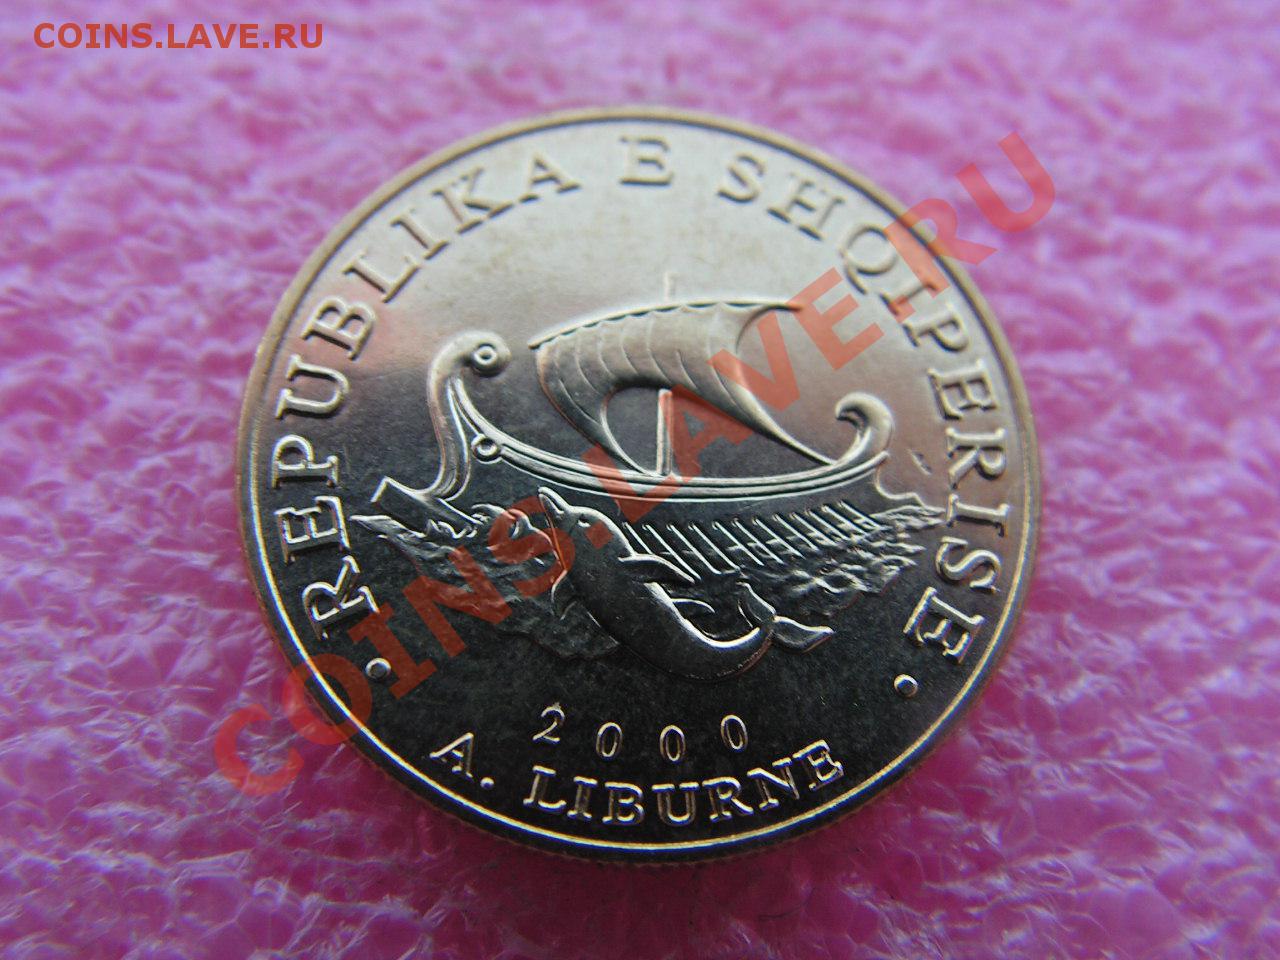 COINS.LAVE.RU
· REPUBLIKA E SHQIPERISE ·
2000
A. LIBURNE
COINS.LAVE.RU